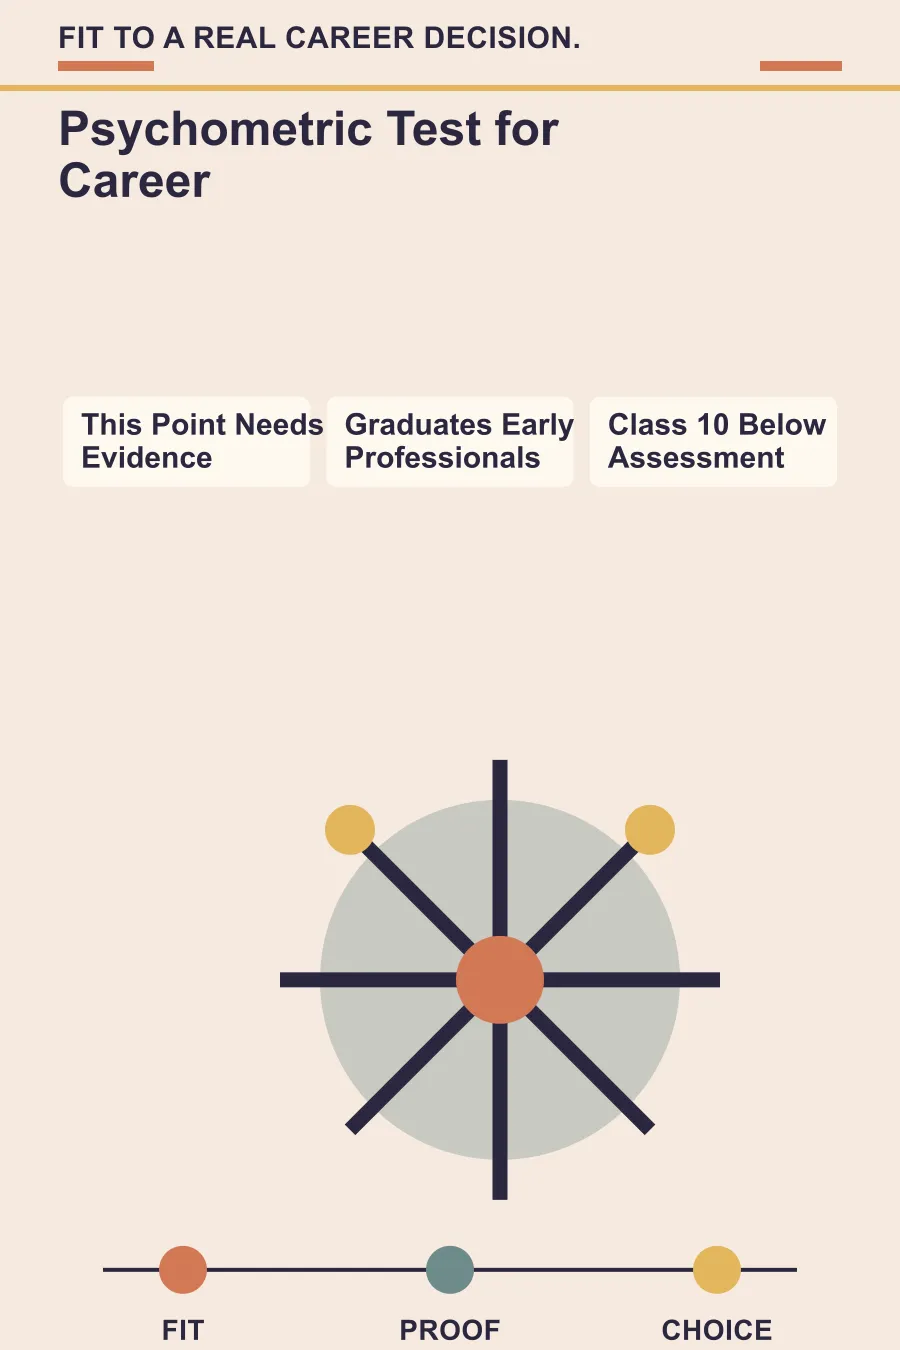 FIT TO A REAL CAREER DECISION.
Psychometric Test for
Career
This Point Needs
Evidence
Graduates Early
Professionals
Class 10 Below
Assessment
FIT
PROOF
CHOICE